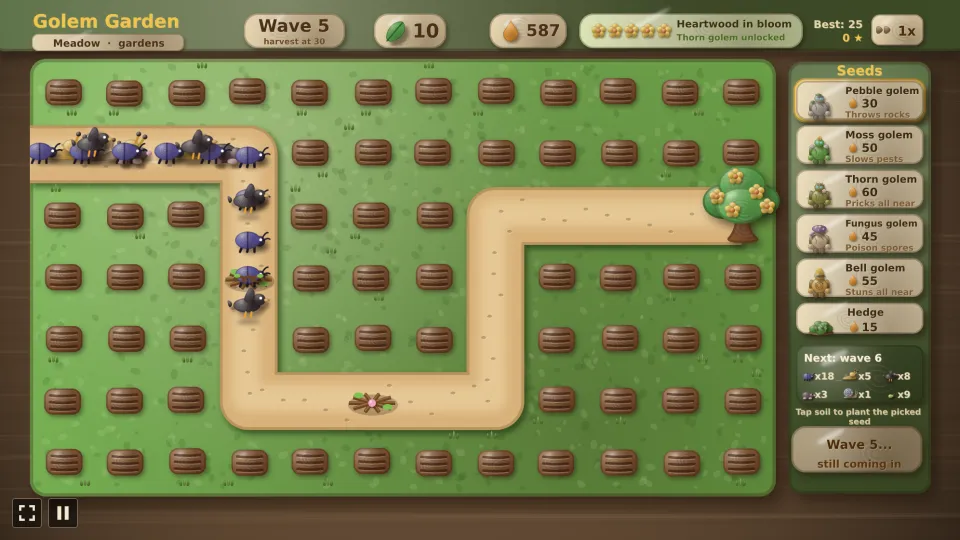 Golem Garden
Meadow · gardens
Wave 5
harvest at 30
10
587
Heartwood in bloom
Thorn golem unlocked
Best: 25
0 ★
1x
Seeds
Pebble golem
30
Throws rocks
Moss golem
50
Slows pests
Thorn golem
60
Pricks all near
Fungus golem
45
Poison spores
Bell golem
55
Stuns all near
Hedge
15
Next: wave 6
x18 x5 x8
x3 x1 x9
Tap soil to plant the picked
seed
Wave 5...
still coming in